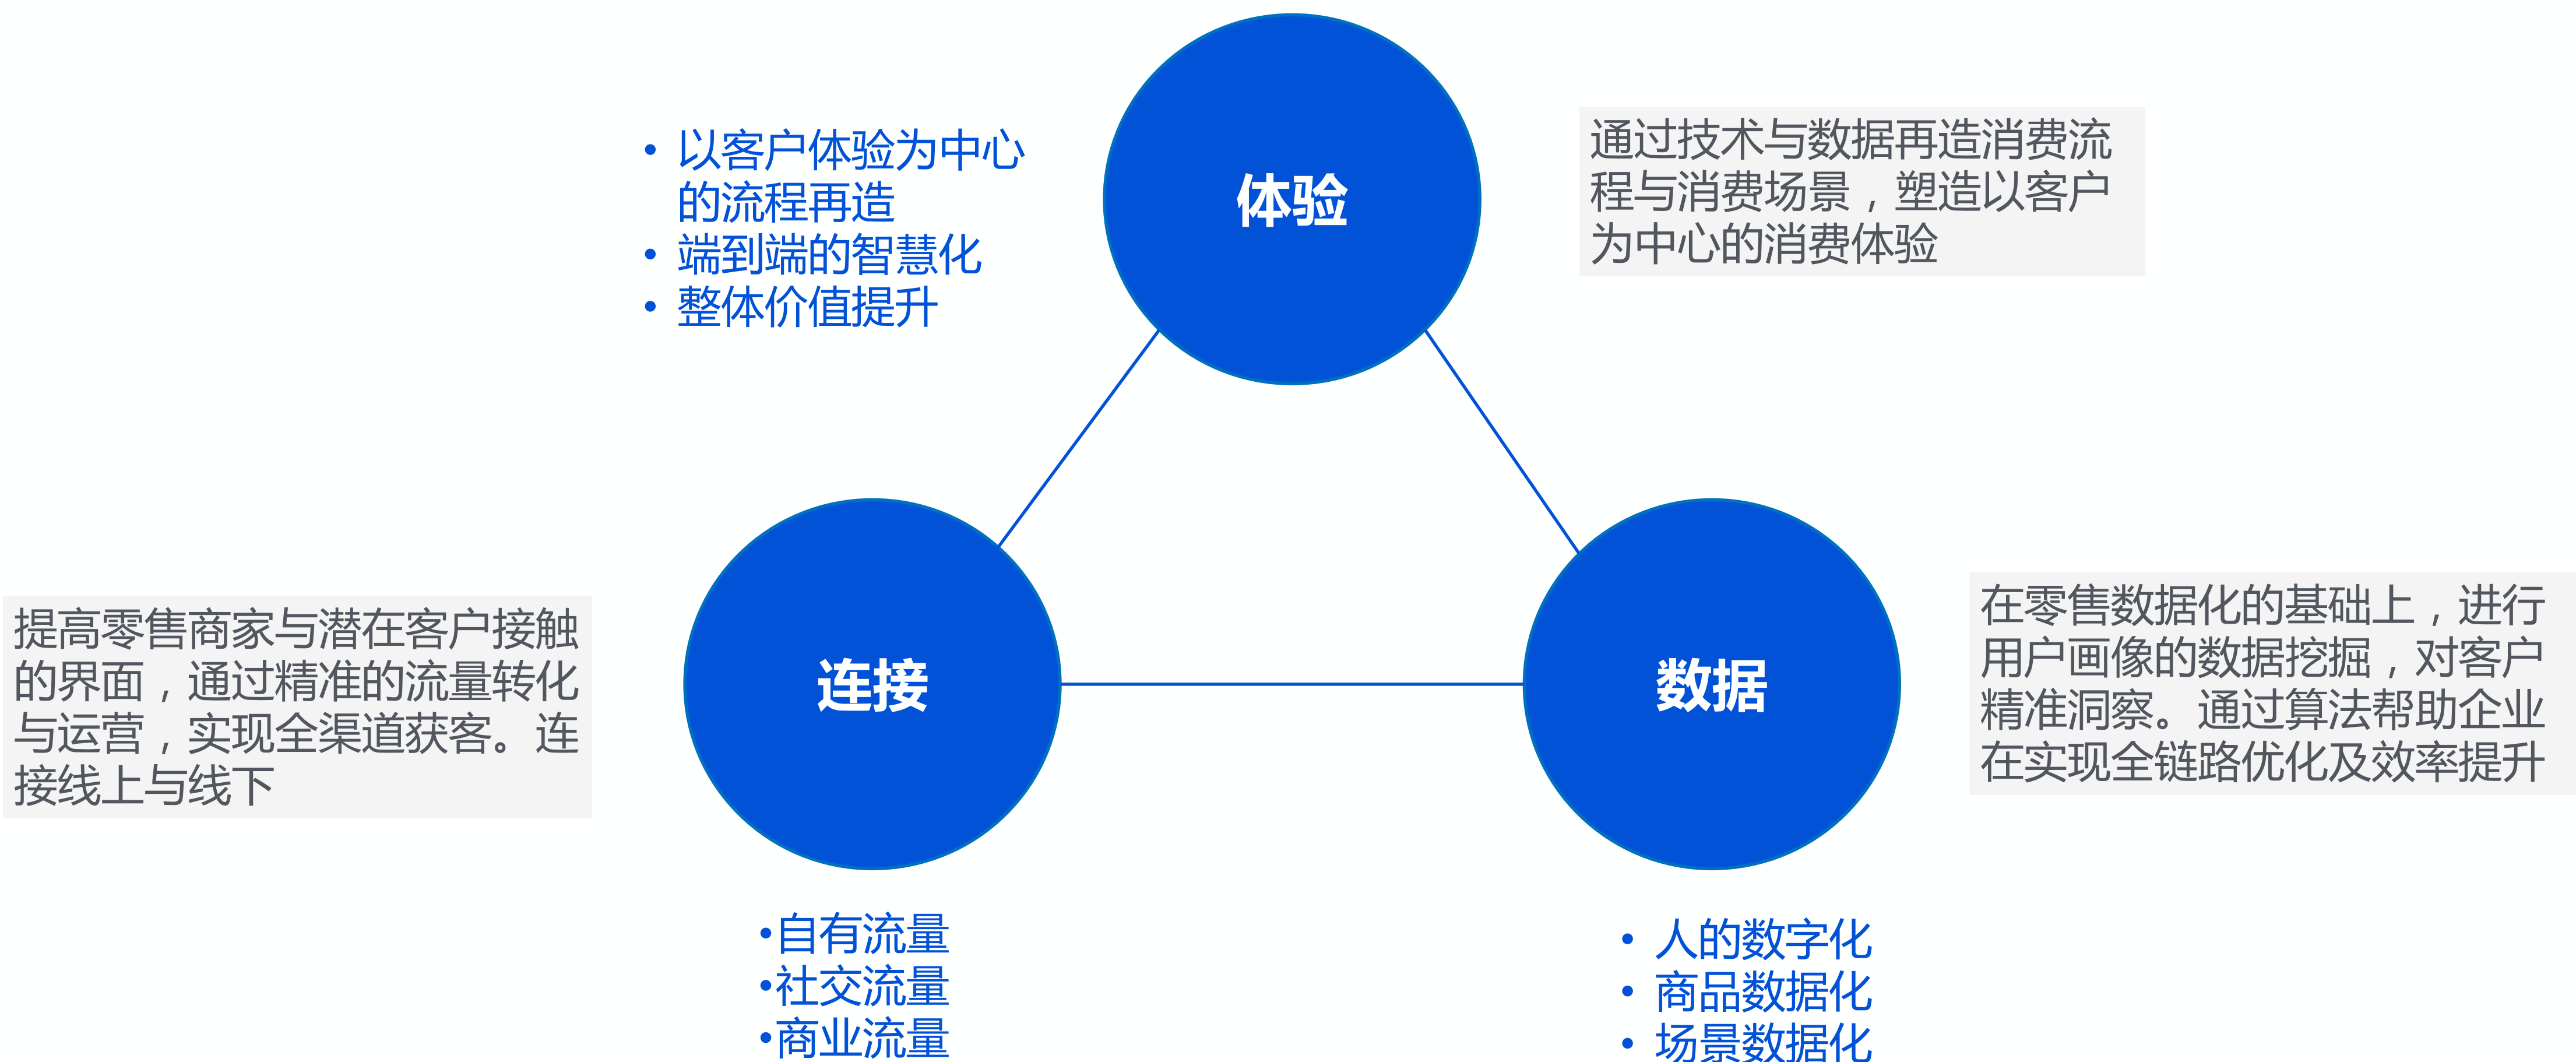 体验
• 以客户体验为中心
的流程再造
• 端到端的智慧化
• 整体价值提升
通过技术与数据再造消费流
程与消费场景，塑造以客户
为中心的消费体验
连接
提高零售商家与潜在客户接触
的界面，通过精准的流量转化
与运营，实现全渠道获客。连
接线上与线下
•自有流量
•社交流量
•商业流量
数据
在零售数据化的基础上，进行
用户画像的数据挖掘，对客户
精准洞察。通过算法帮助企业
在实现全链路优化及效率提升
• 人的数字化
• 商品数据化
• 场景数据化